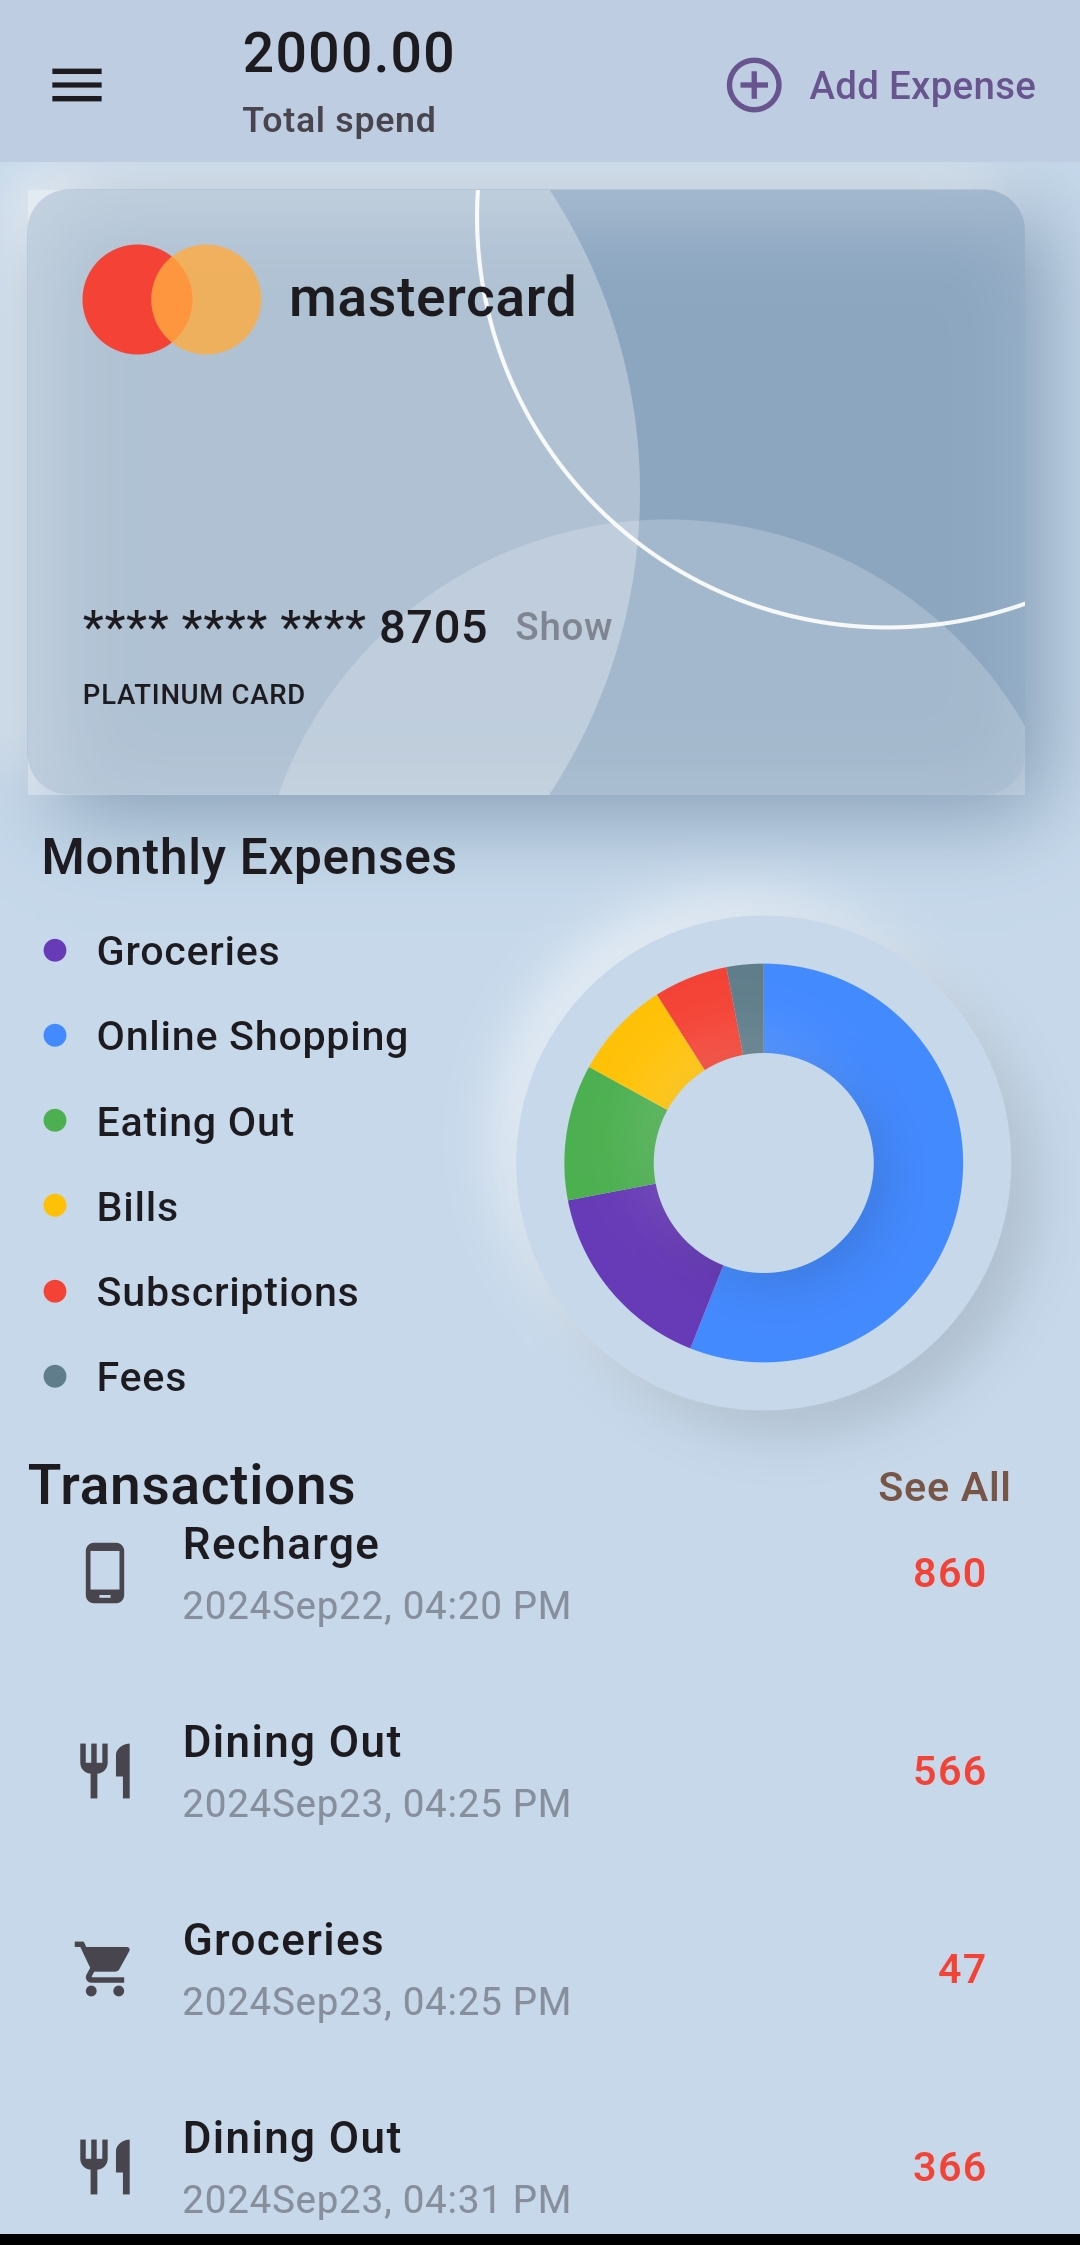 2000.00
Total spend
Add Expense
mastercard
**** **** **** 8705 Show
PLATINUM CARD
Monthly Expenses
Groceries
Online Shopping
Eating Out
Bills
Subscriptions
Fees
Transactions
See All
Recharge
860
2024Sep22, 04:20 PM
Dining Out
566
2024Sep23, 04:25 PM
Groceries
47
2024Sep23, 04:25 PM
Dining Out
366
2024Sep23, 04:31 PM